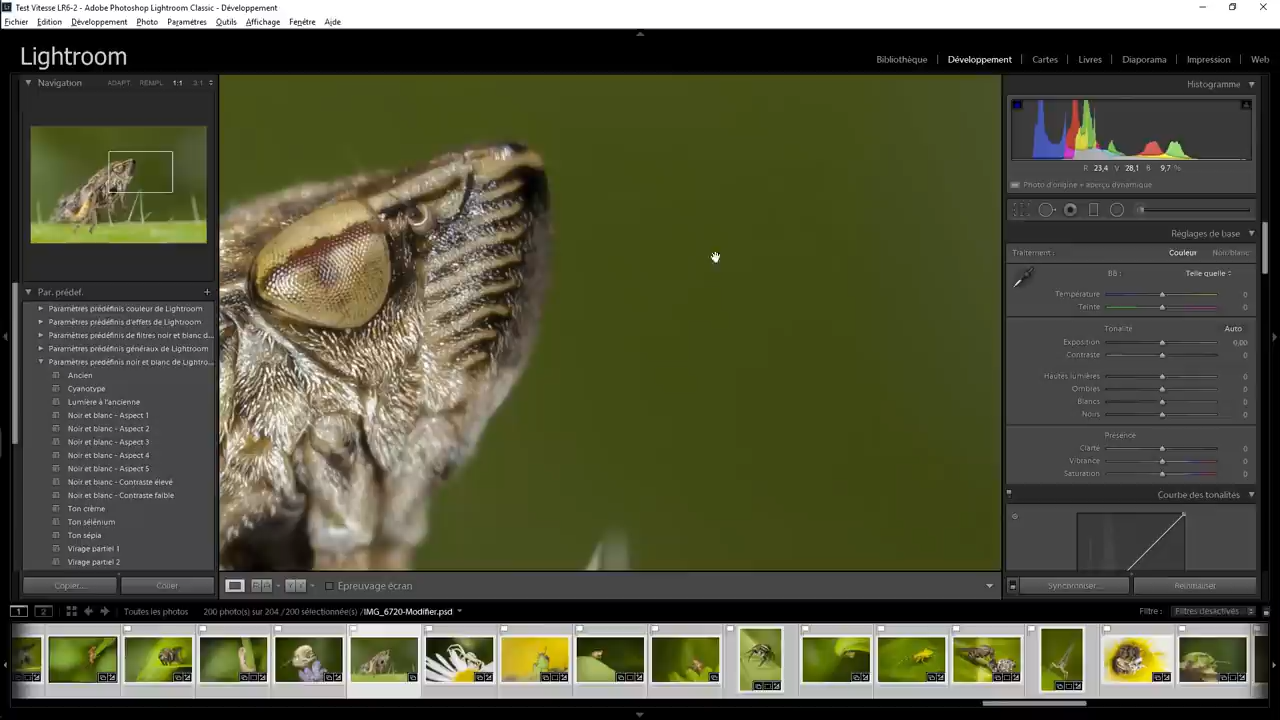 Test Vitesse LR6-2 - Adobe Photoshop Lightroom Classic - Développement
Fichier Edition Développement Photo Paramètres Outils Affichage Fenêtre Aide
Lightroom
Bibliothèque Développement Cartes Livres Diaporama Impression Web
Navigation ADAPT. REMPL. 1:1 3:1
Histogramme
R 23,4 V 28,1 B 9,7 %
Photo d'origine + aperçu dynamique
Réglages de base
Traitement : Couleur Noir/blanc
BB : Telle quelle
Température 0
Teinte 0
Tonalité Auto
Exposition 0,00
Contraste 0
Hautes lumières 0
Ombres 0
Blancs 0
Noirs 0
Présence
Clarté 0
Vibrance 0
Saturation 0
Courbe des tonalités
Par. prédéf. +
Paramètres prédéfinis couleur de Lightroom
Paramètres prédéfinis d'effets de Lightroom
Paramètres prédéfinis de filtres noir et blanc d...
Paramètres prédéfinis généraux de Lightroom
Paramètres prédéfinis noir et blanc de Lightro...
Ancien
Cyanotype
Lumière à l'ancienne
Noir et blanc - Aspect 1
Noir et blanc - Aspect 2
Noir et blanc - Aspect 3
Noir et blanc - Aspect 4
Noir et blanc - Aspect 5
Noir et blanc - Contraste élevé
Noir et blanc - Contraste faible
Ton crème
Ton sélénium
Ton sépia
Virage partiel 1
Virage partiel 2
Copier... Coller
Epreuvage écran
Synchroniser... Réinitialiser
1 2 Toutes les photos 200 photo(s) sur 204 /200 sélectionnée(s) /IMG_6720-Modifier.psd
Filtre : Filtres désactivés